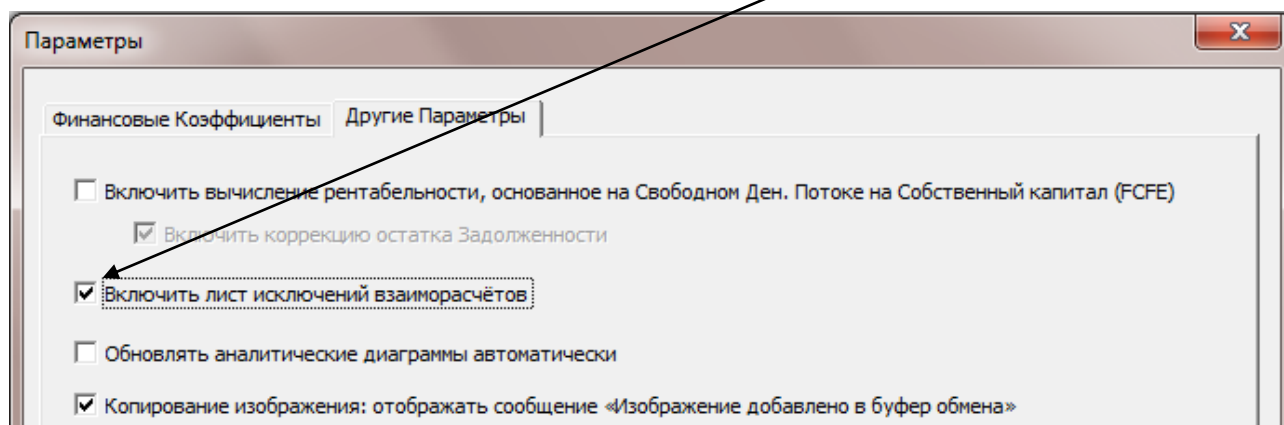 Параметры
Финансовые Коэффициенты Другие Параметры
Включить вычисление рентабельности, основанное на Свободном Ден. Потоке на Собственный капитал (FCFE)
Включить коррекцию остатка Задолженности
Включить лист исключений взаиморасчётов
Обновлять аналитические диаграммы автоматически
Копирование изображения: отображать сообщение «Изображение добавлено в буфер обмена»